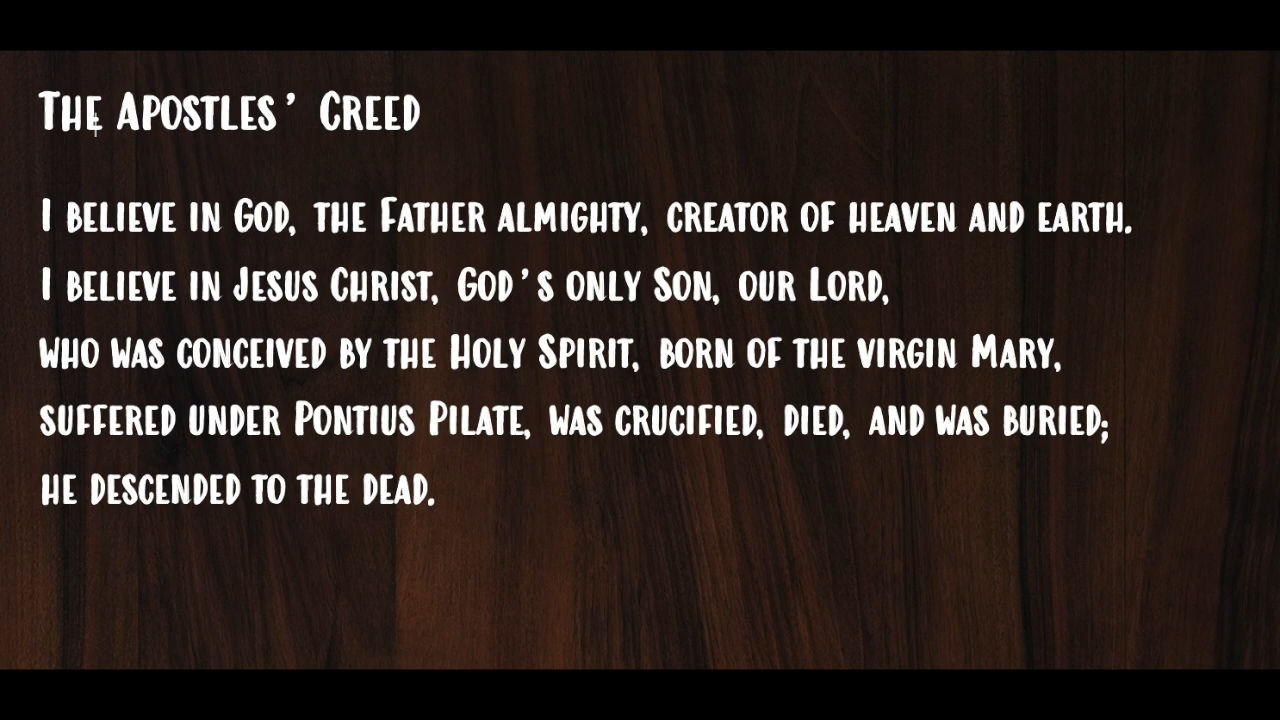 The Apostles’ Creed
I believe in God, the Father almighty, creator of heaven and earth.
I believe in Jesus Christ, God’s only Son, our Lord,
who was conceived by the Holy Spirit, born of the virgin Mary,
suffered under Pontius Pilate, was crucified, died, and was buried;
he descended to the dead.